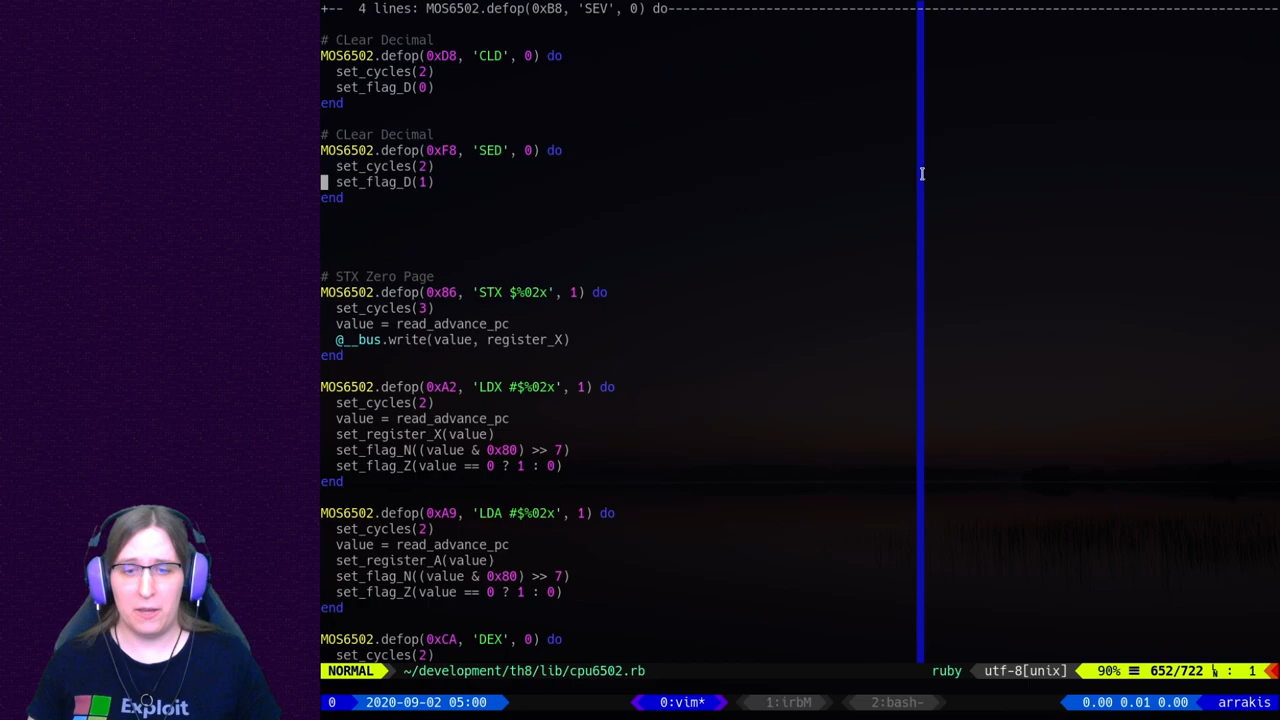 +--  4 lines: MOS6502.defop(0xB8, 'SEV', 0) do--------------------------------------------------------------------------------
# CLear Decimal
MOS6502.defop(0xD8, 'CLD', 0) do
  set_cycles(2)
  set_flag_D(0)
end
# CLear Decimal
MOS6502.defop(0xF8, 'SED', 0) do
  set_cycles(2)
  set_flag_D(1)
end
# STX Zero Page
MOS6502.defop(0x86, 'STX $%02x', 1) do
  set_cycles(3)
  value = read_advance_pc
  @__bus.write(value, register_X)
end
MOS6502.defop(0xA2, 'LDX #$%02x', 1) do
  set_cycles(2)
  value = read_advance_pc
  set_register_X(value)
  set_flag_N((value & 0x80) >> 7)
  set_flag_Z(value == 0 ? 1 : 0)
end
MOS6502.defop(0xA9, 'LDA #$%02x', 1) do
  set_cycles(2)
  value = read_advance_pc
  set_register_A(value)
  set_flag_N((value & 0x80) >> 7)
  set_flag_Z(value == 0 ? 1 : 0)
end
MOS6502.defop(0xCA, 'DEX', 0) do
  set_cycles(2)
NORMAL ~/development/th8/lib/cpu6502.rb ruby utf-8[unix] 90% ≡ 652/722 ㏑ : 1
0 2020-09-02 05:00 0:vim* 1:irbM 2:bash- 0.00 0.01 0.00 arrakis
Exploit